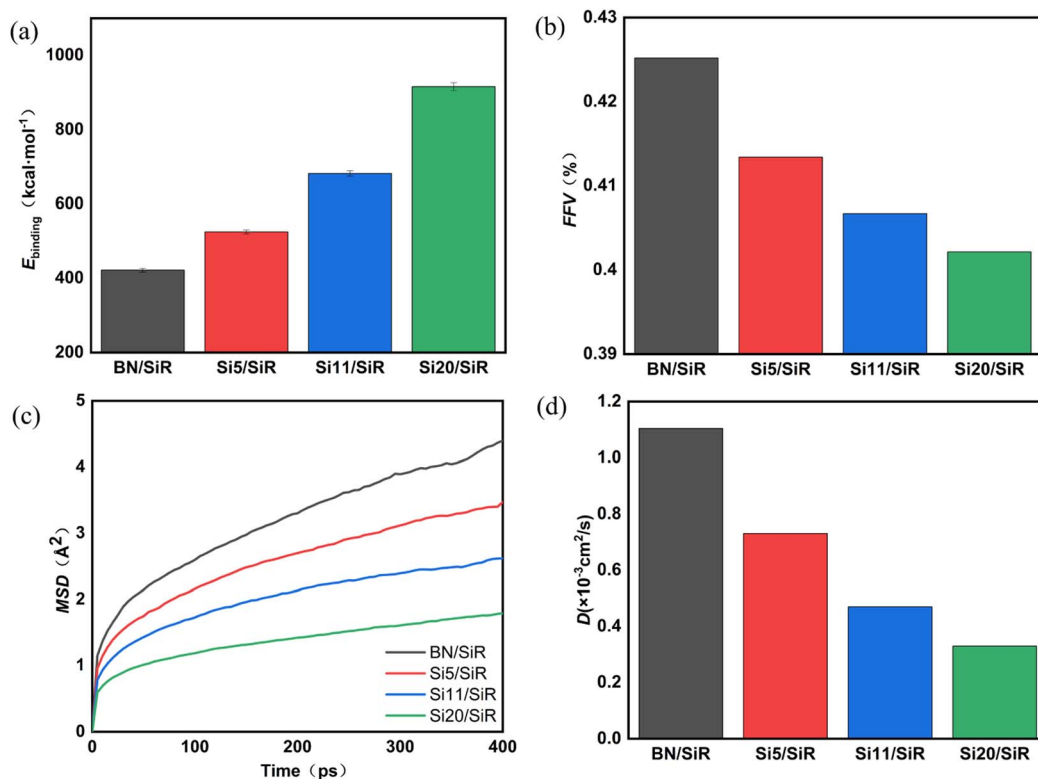 (a)
1000
800
600
400
200
E_binding（kcal·mol⁻¹）
BN/SiR Si5/SiR Si11/SiR Si20/SiR
(b)
0.43
0.42
0.41
0.4
0.39
FFV（%）
BN/SiR Si5/SiR Si11/SiR Si20/SiR
(c)
5
4
3
2
1
0
MSD（Å²）
BN/SiR
Si5/SiR
Si11/SiR
Si20/SiR
0 100 200 300 400
Time（ps）
(d)
1.2
1.0
0.8
0.6
0.4
0.2
0.0
D(×10⁻³cm²/s)
BN/SiR Si5/SiR Si11/SiR Si20/SiR